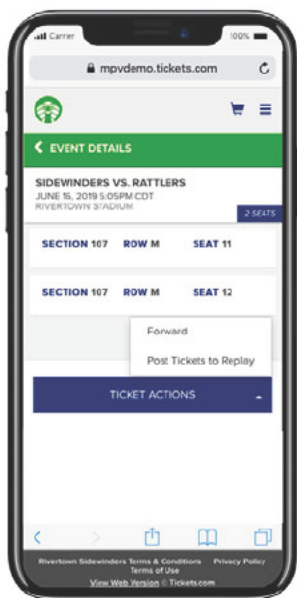 Carrier
100%
mpvdemo.tickets.com
EVENT DETAILS
SIDEWINDERS VS. RATTLERS
JUNE 16, 2019 5:05PM CDT
RIVERTOWN STADIUM
2 SEATS
SECTION 107 ROW M SEAT 11
SECTION 107 ROW M SEAT 12
Forward
Post Tickets to Replay
TICKET ACTIONS
Rivertown Sidewinders Terms & Conditions Privacy Policy
Terms of Use
View Web Version © Tickets.com